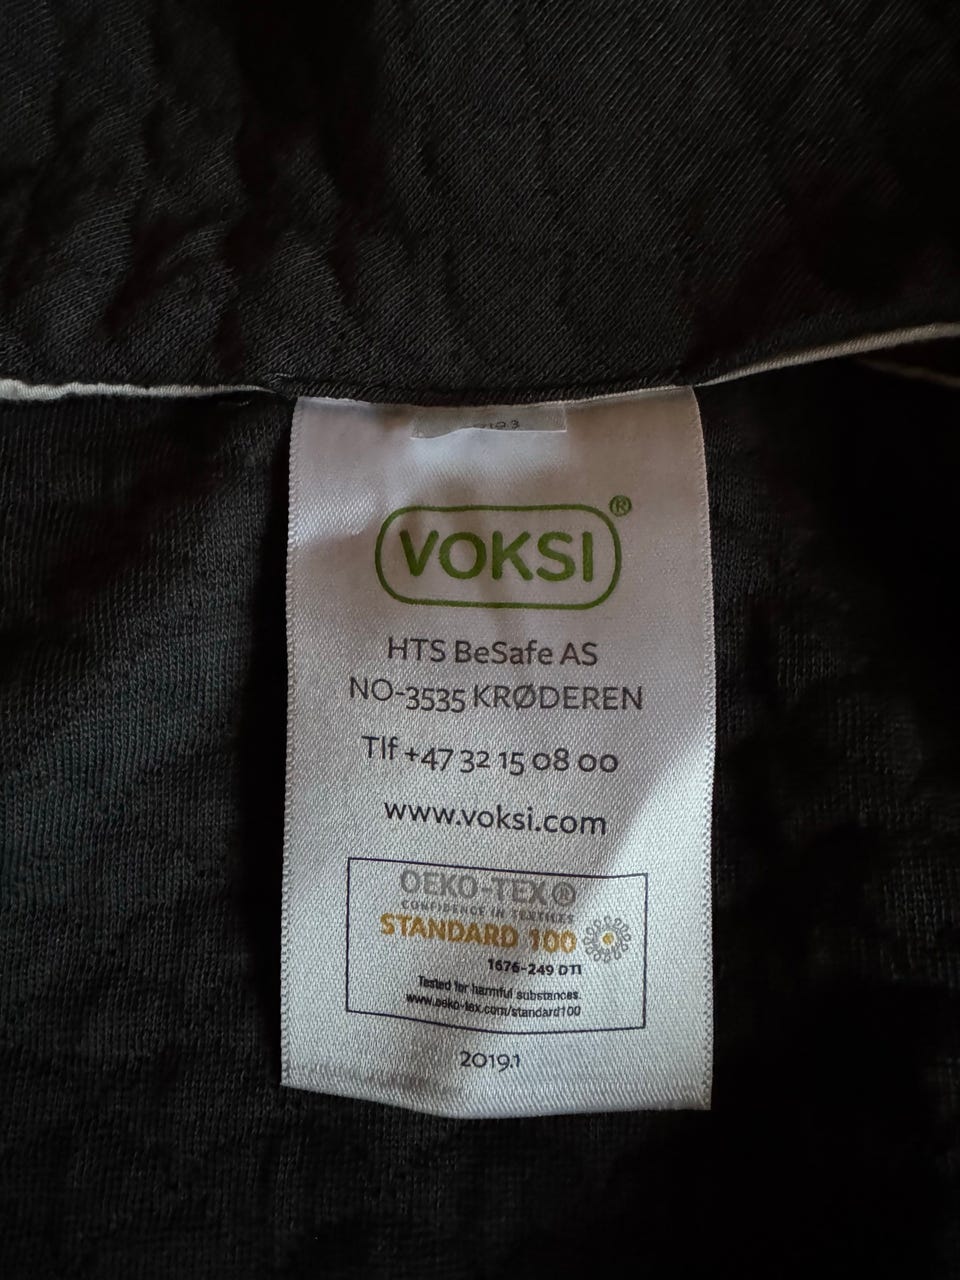 VOKSI®
HTS BeSafe AS
NO-3535 KRØDEREN
Tlf +47 32 15 08 00
www.voksi.com
OEKO-TEX®
CONFIDENCE IN TEXTILES
STANDARD 100
1676-249 DTI
Tested for harmful substances.
www.oeko-tex.com/standard100
2019.1